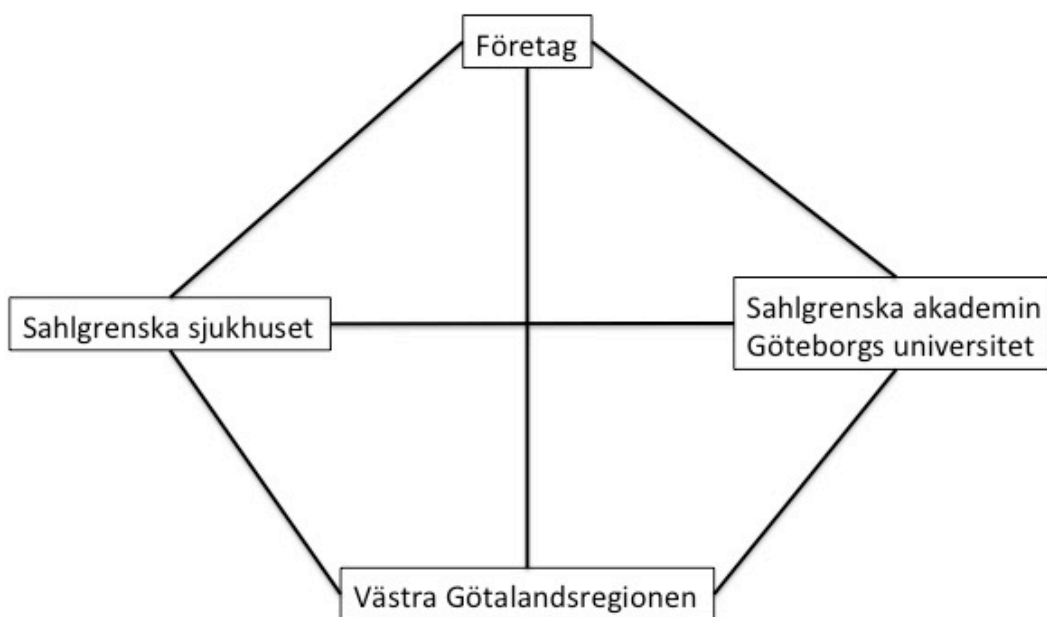 Företag
Sahlgrenska sjukhuset
Sahlgrenska akademin
Göteborgs universitet
Västra Götalandsregionen